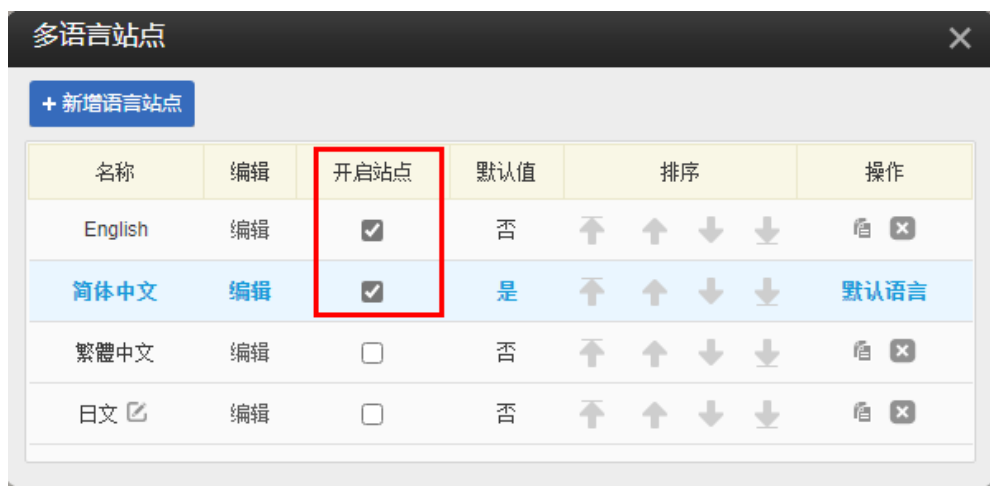 多语言站点
+ 新增语言站点
名称 编辑 开启站点 默认值 排序 操作
English 编辑 否
简体中文 编辑 是 默认语言
繁體中文 编辑 否
日文 编辑 否